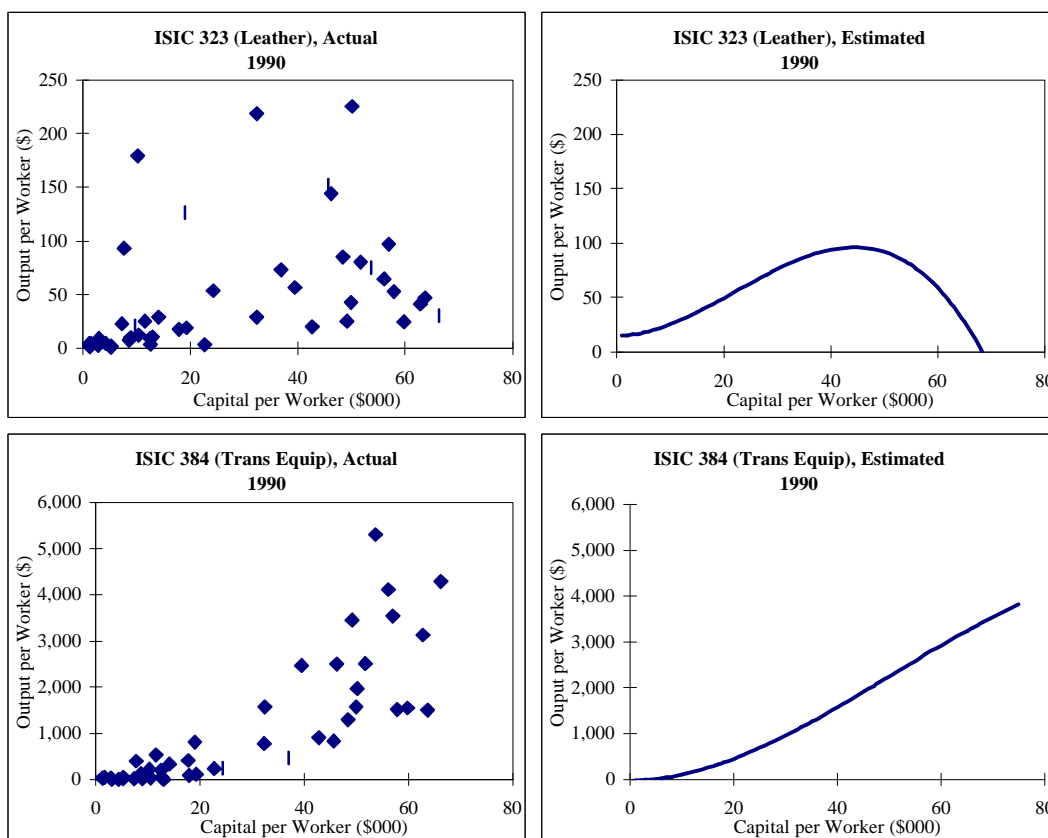 ISIC 323 (Leather), Actual
1990
250
200
150
100
50
0
0 20 40 60 80
Output per Worker ($)
Capital per Worker ($000)
ISIC 323 (Leather), Estimated
1990
250
200
150
100
50
0
0 20 40 60 80
Ouput per Worker ($)
Capital per Worker ($000)
ISIC 384 (Trans Equip), Actual
1990
6,000
5,000
4,000
3,000
2,000
1,000
0
0 20 40 60 80
Output per Worker ($)
Capital per Worker ($000)
ISIC 384 (Trans Equip), Estimated
1990
6,000
5,000
4,000
3,000
2,000
1,000
0
0 20 40 60 80
Ouput per Worker ($)
Capital per Worker ($000)